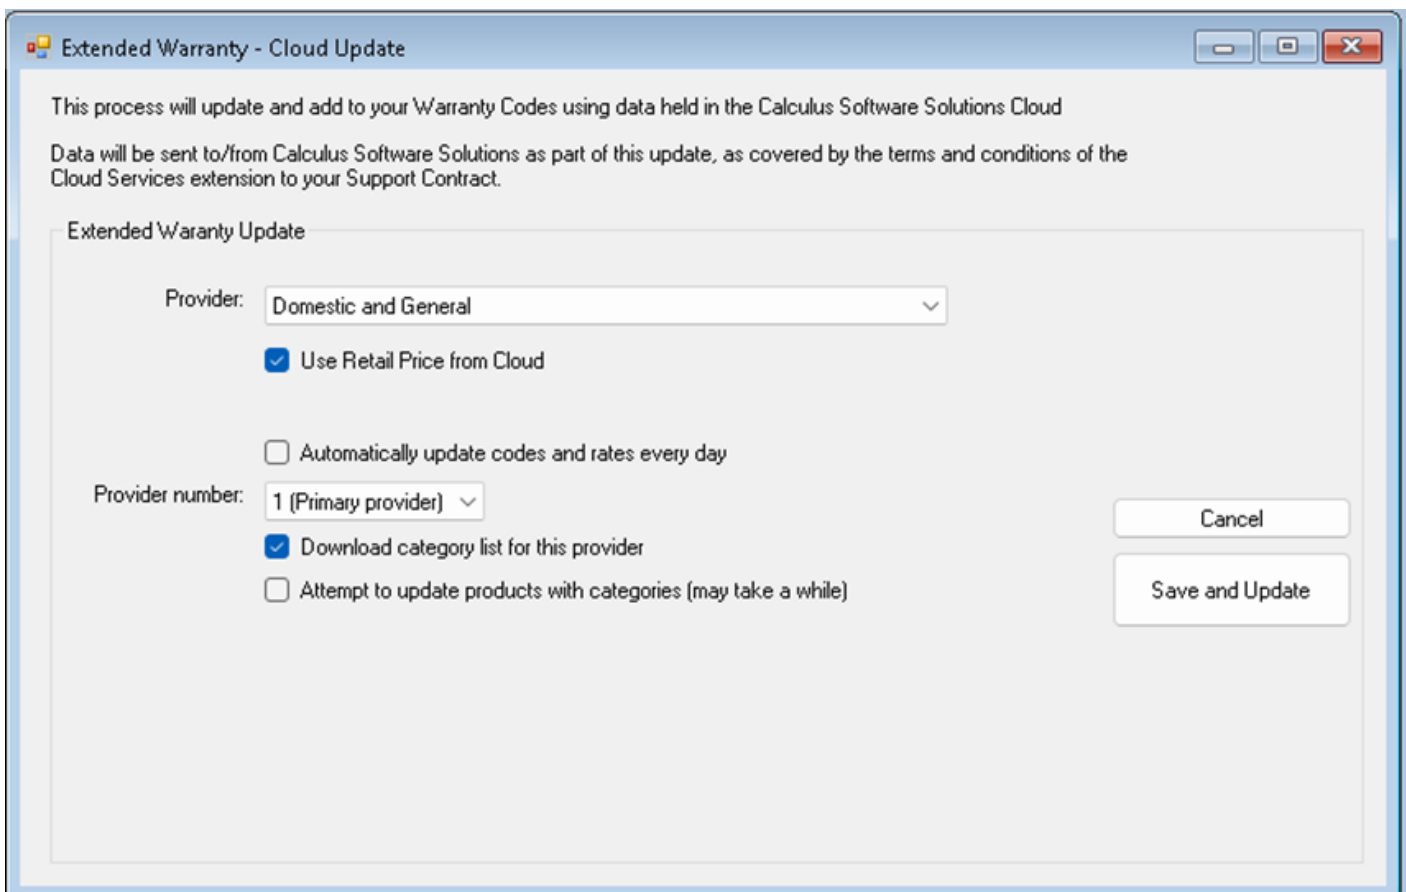 Extended Warranty - Cloud Update
This process will update and add to your Warranty Codes using data held in the Calculus Software Solutions Cloud
Data will be sent to/from Calculus Software Solutions as part of this update, as covered by the terms and conditions of the
Cloud Services extension to your Support Contract.
Extended Waranty Update
Provider: Domestic and General
Use Retail Price from Cloud
Automatically update codes and rates every day
Provider number: 1 (Primary provider)
Cancel
Download category list for this provider
Attempt to update products with categories (may take a while)
Save and Update